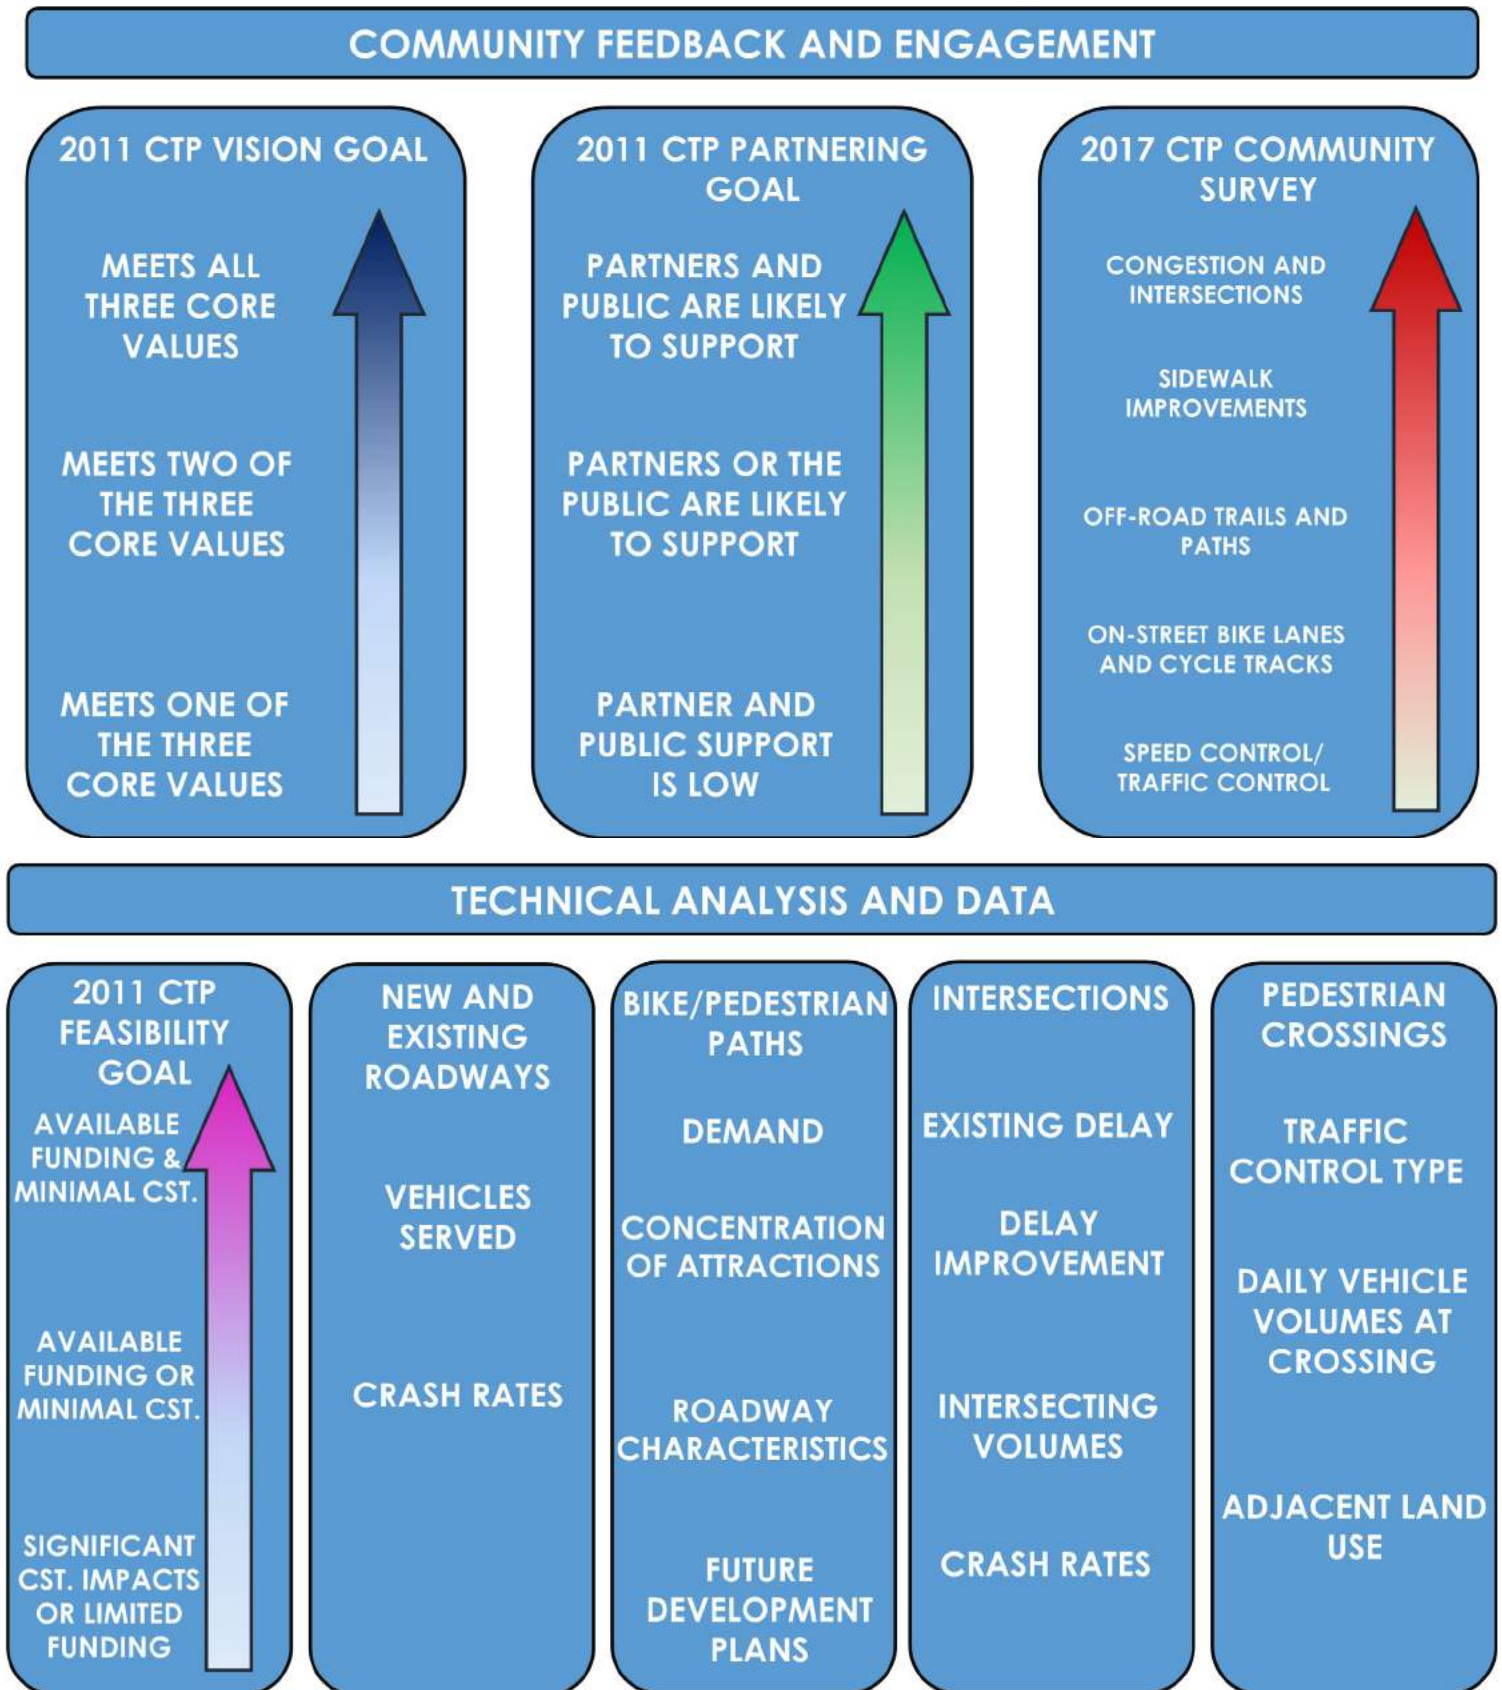 COMMUNITY FEEDBACK AND ENGAGEMENT
2011 CTP VISION GOAL
MEETS ALL
THREE CORE
VALUES
MEETS TWO OF
THE THREE
CORE VALUES
MEETS ONE OF
THE THREE
CORE VALUES
2011 CTP PARTNERING
GOAL
PARTNERS AND
PUBLIC ARE LIKELY
TO SUPPORT
PARTNERS OR THE
PUBLIC ARE LIKELY
TO SUPPORT
PARTNER AND
PUBLIC SUPPORT
IS LOW
2017 CTP COMMUNITY
SURVEY
CONGESTION AND
INTERSECTIONS
SIDEWALK
IMPROVEMENTS
OFF-ROAD TRAILS AND
PATHS
ON-STREET BIKE LANES
AND CYCLE TRACKS
SPEED CONTROL/
TRAFFIC CONTROL
TECHNICAL ANALYSIS AND DATA
2011 CTP
FEASIBILITY
GOAL
AVAILABLE
FUNDING &
MINIMAL CST.
AVAILABLE
FUNDING OR
MINIMAL CST.
SIGNIFICANT
CST. IMPACTS
OR LIMITED
FUNDING
NEW AND
EXISTING
ROADWAYS
VEHICLES
SERVED
CRASH RATES
BIKE/PEDESTRIAN
PATHS
DEMAND
CONCENTRATION
OF ATTRACTIONS
ROADWAY
CHARACTERISTICS
FUTURE
DEVELOPMENT
PLANS
INTERSECTIONS
EXISTING DELAY
DELAY
IMPROVEMENT
INTERSECTING
VOLUMES
CRASH RATES
PEDESTRIAN
CROSSINGS
TRAFFIC
CONTROL TYPE
DAILY VEHICLE
VOLUMES AT
CROSSING
ADJACENT LAND
USE